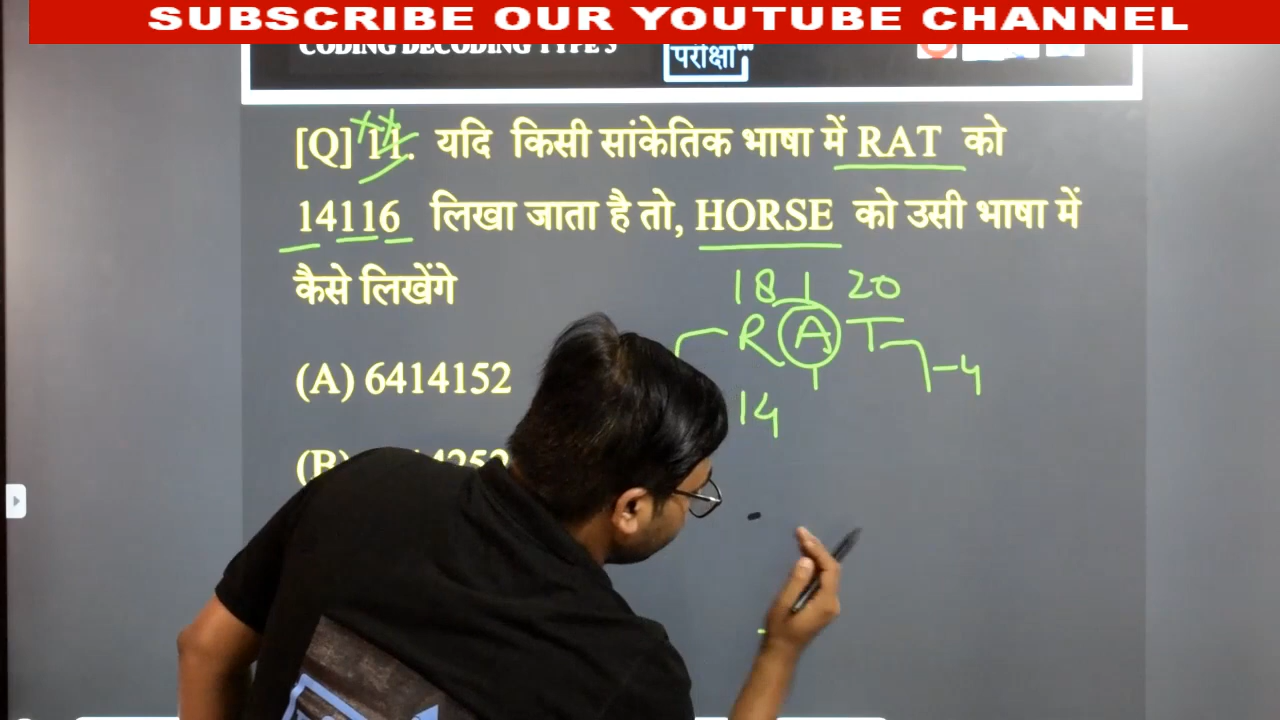 SUBSCRIBE OUR YOUTUBE CHANNEL
CODING DECODING TYPE 3
परीक्षा
[Q] 14. यदि किसी सांकेतिक भाषा में RAT को
14116 लिखा जाता है तो, HORSE को उसी भाषा में
कैसे लिखेंगे
18 1 20
R A T
-4
1
14
(A) 6414152